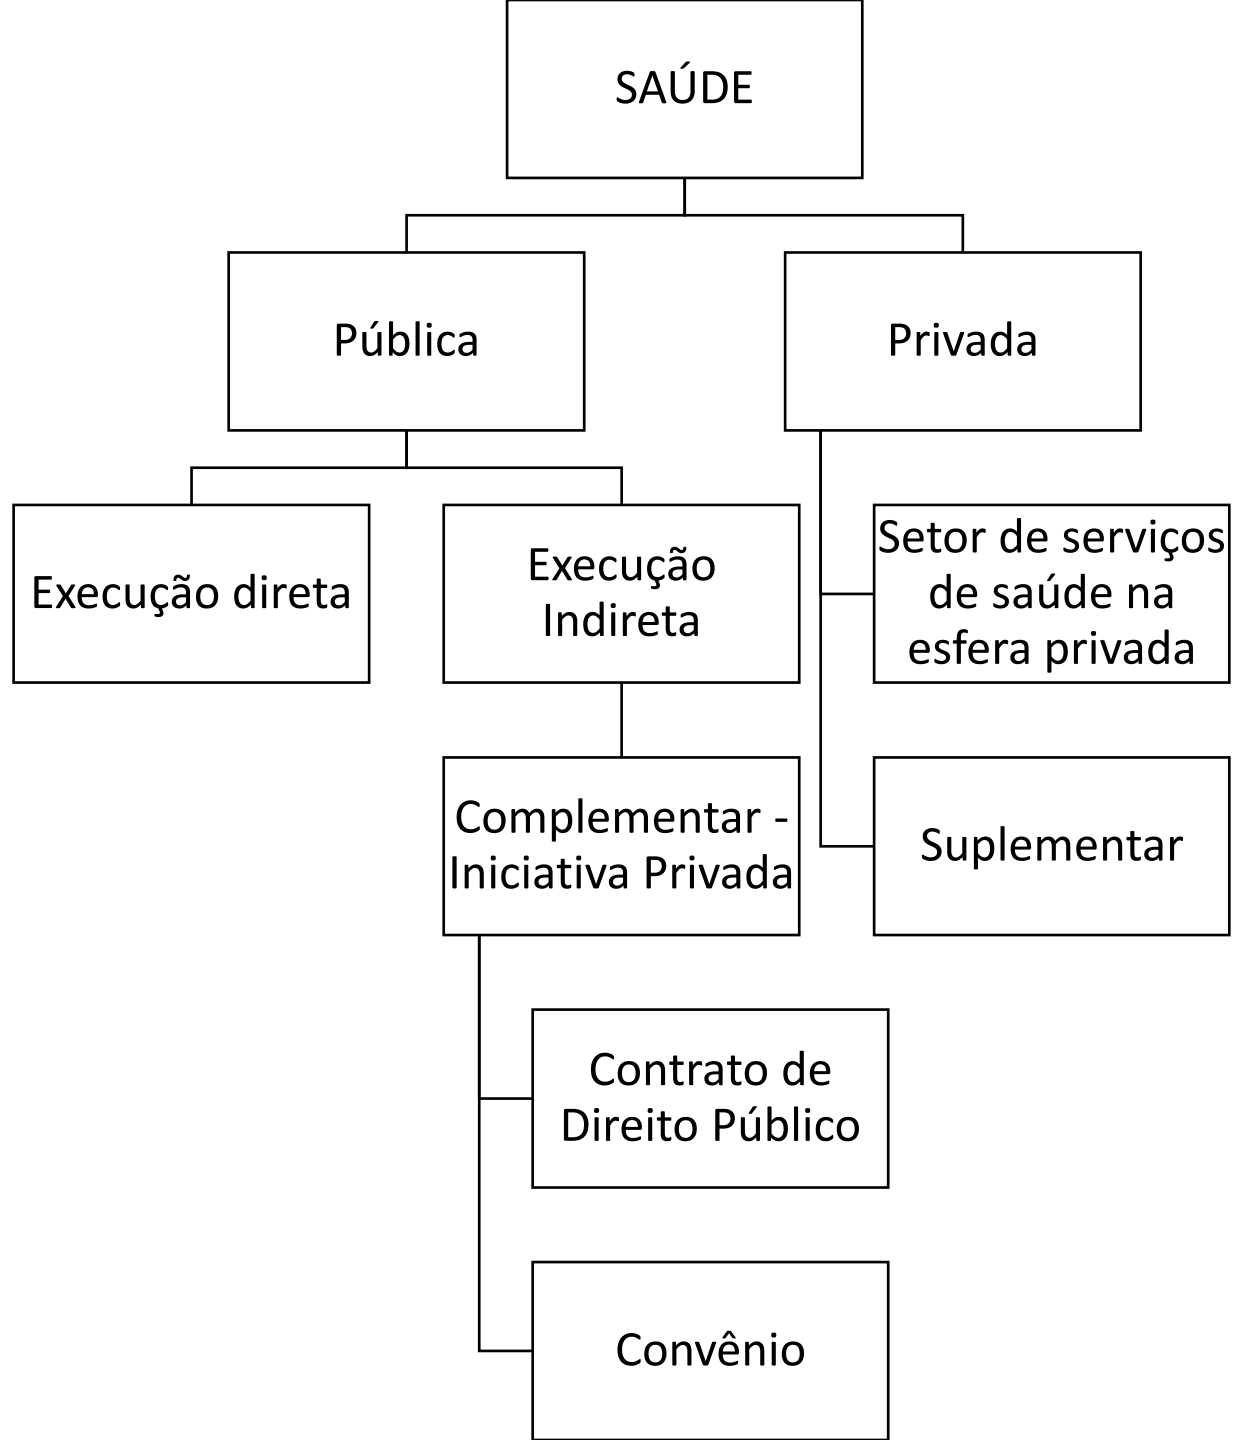 SAÚDE
Pública
Privada
Execução direta
Execução
Indireta
Setor de serviços
de saúde na
esfera privada
Complementar -
Iniciativa Privada
Suplementar
Contrato de
Direito Público
Convênio